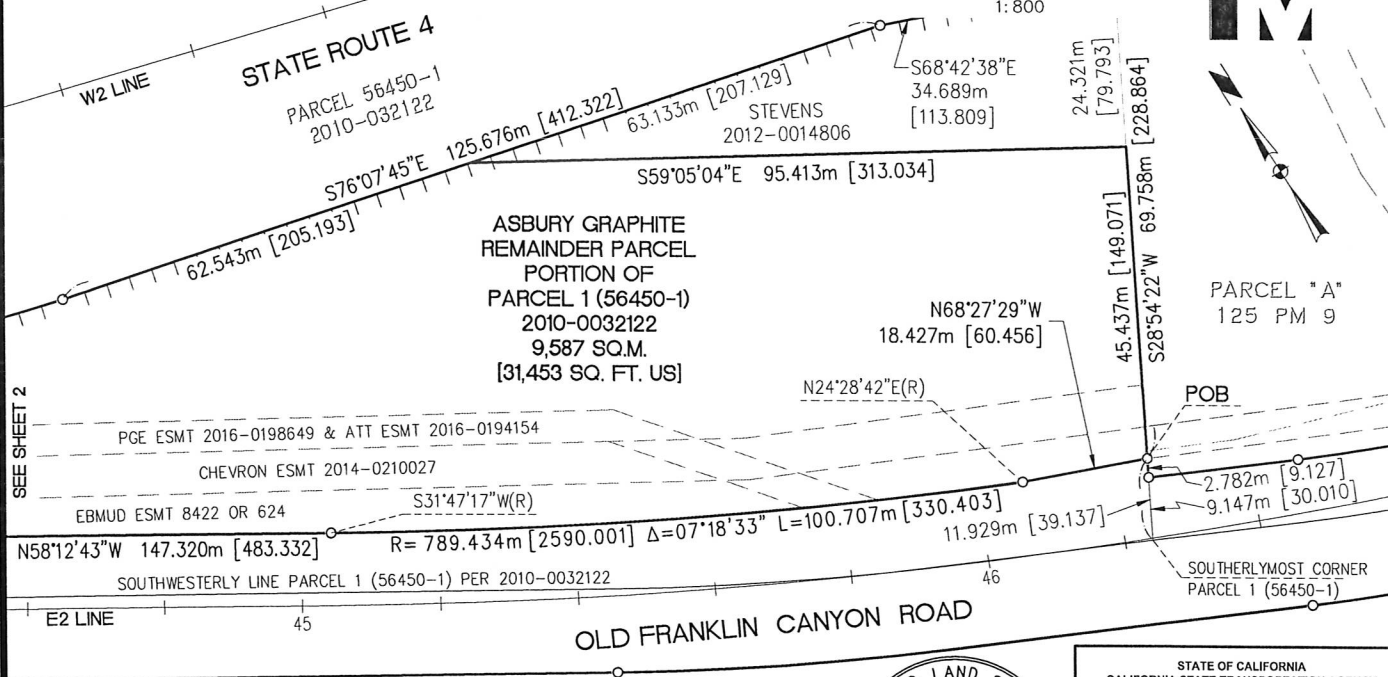 1:800
STATE ROUTE 4
W2 LINE
PARCEL 56450-1
2010-032122
S76°07'45"E 125.676m [412.322]
63.133m [207.129]
62.543m [205.193]
STEVENS
2012-0014806
S68°42'38"E
34.689m
[113.809]
24.321m
[79.793]
S59°05'04"E 95.413m [313.034]
45.437m [149.071]
S28°54'22"W 69.758m [228.864]
ASBURY GRAPHITE
REMAINDER PARCEL
PORTION OF
PARCEL 1 (56450-1)
2010-0032122
9,587 SQ.M.
[31,453 SQ. FT. US]
N68°27'29"W
18.427m [60.456]
PARCEL "A"
125 PM 9
N24°28'42"E(R)
POB
SEE SHEET 2
PGE ESMT 2016-0198649 & ATT ESMT 2016-0194154
CHEVRON ESMT 2014-0210027
EBMUD ESMT 8422 OR 624
S31°47'17"W(R)
2.782m [9.127]
9.147m [30.010]
11.929m [39.137]
N58°12'43"W 147.320m [483.332]
R= 789.434m [2590.001] Δ=07°18'33" L=100.707m [330.403]
SOUTHWESTERLY LINE PARCEL 1 (56450-1) PER 2010-0032122
SOUTHERLYMOST CORNER
PARCEL 1 (56450-1)
E2 LINE
45
46
OLD FRANKLIN CANYON ROAD
LAND
STATE OF CALIFORNIA